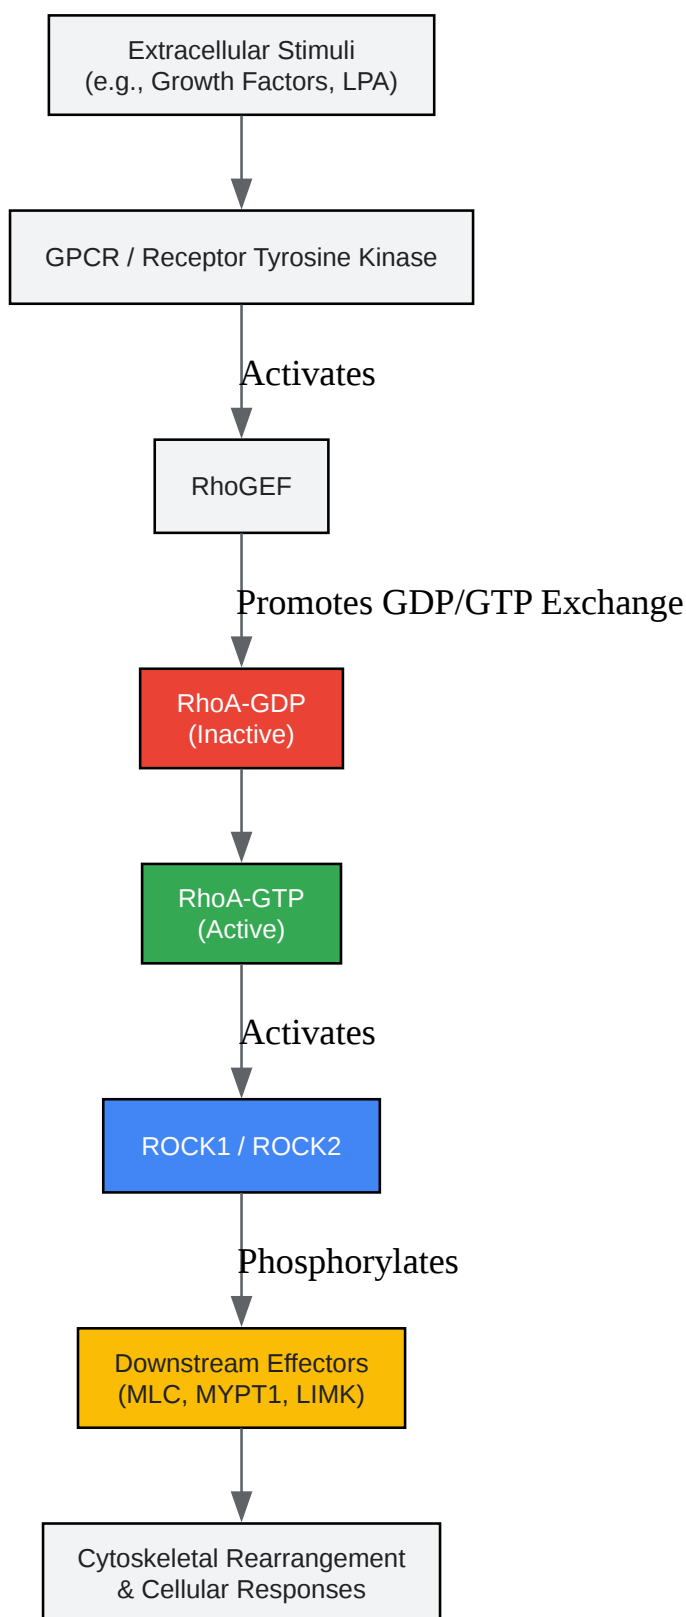 Extracellular Stimuli
(e.g., Growth Factors, LPA)
GPCR / Receptor Tyrosine Kinase
Activates
RhoGEF
Promotes GDP/GTP Exchange
RhoA-GDP
(Inactive)
RhoA-GTP
(Active)
Activates
ROCK1 / ROCK2
Phosphorylates
Downstream Effectors
(MLC, MYPT1, LIMK)
Cytoskeletal Rearrangement
& Cellular Responses